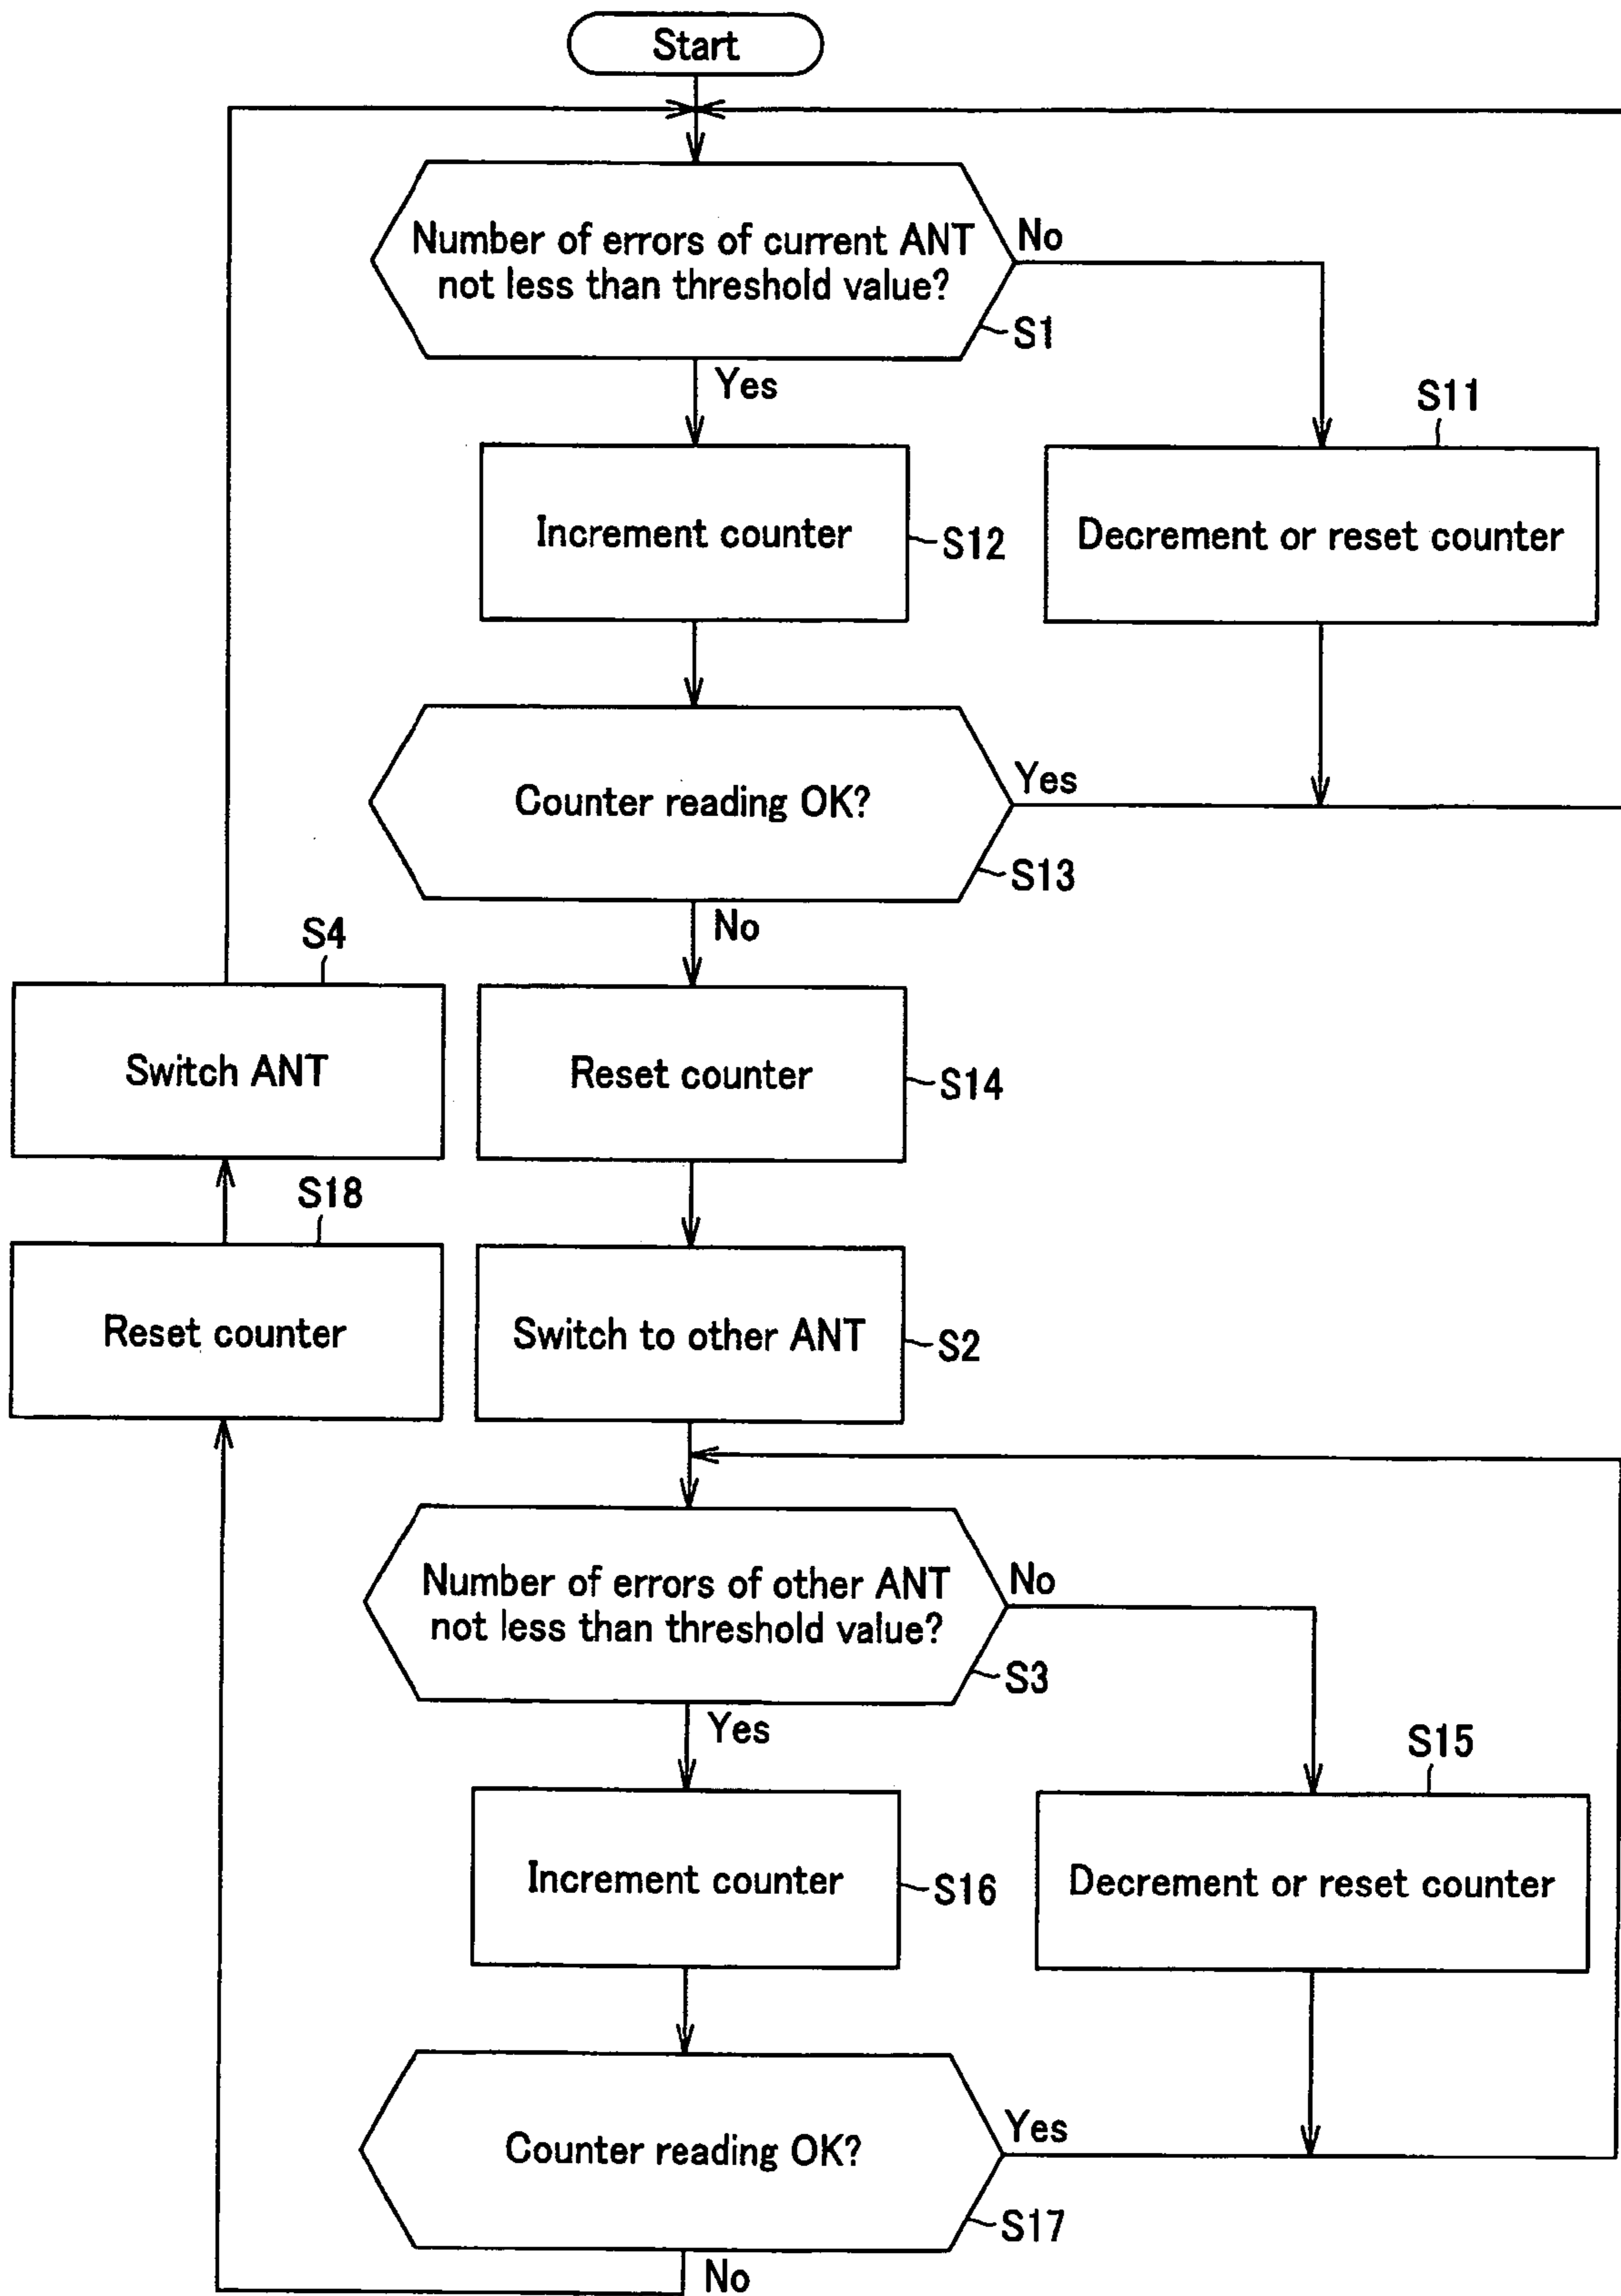 Start
Number of errors of current ANT
not less than threshold value?
No
S1
Yes
S11
Increment counter
S12
Decrement or reset counter
Counter reading OK?
Yes
S13
No
S4
Switch ANT
Reset counter
S14
S18
Reset counter
Switch to other ANT
S2
Number of errors of other ANT
not less than threshold value?
No
S3
Yes
S15
Increment counter
S16
Decrement or reset counter
Counter reading OK?
Yes
S17
No